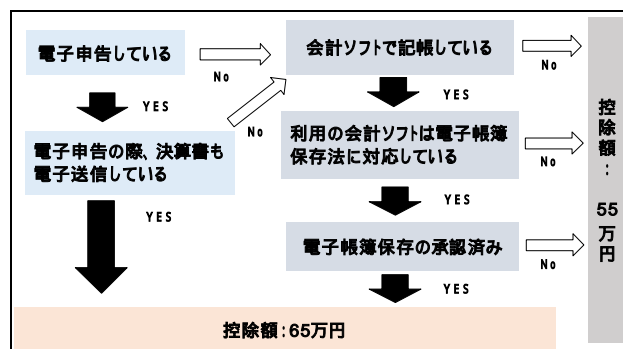 電子申告している
No
会計ソフトで記帳している
No
YES
No
YES
電子申告の際、決算書も
電子送信している
利用の会計ソフトは電子帳簿
保存法に対応している
No
YES
YES
電子帳簿保存の承認済み
No
YES
控除額：55万円
控除額：65万円